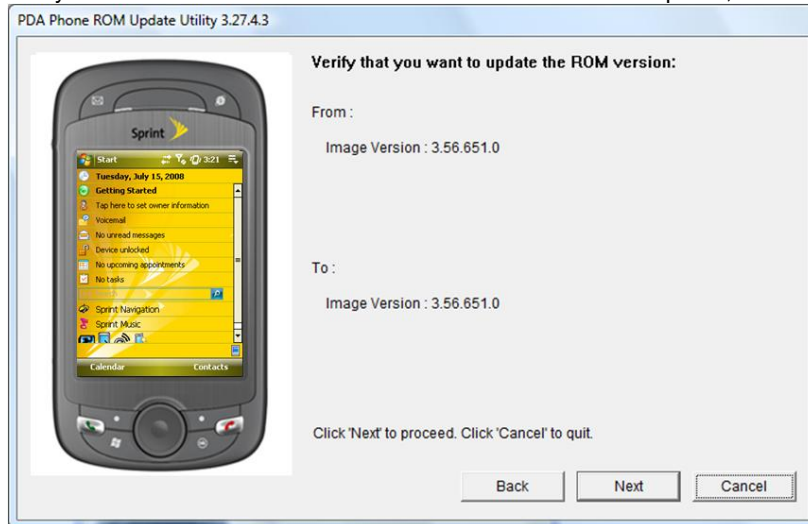 PDA Phone ROM Update Utility 3.27.4.3
Verify that you want to update the ROM version:
From :
Image Version : 3.56.651.0
To :
Image Version : 3.56.651.0
Click 'Next' to proceed. Click 'Cancel' to quit.
Back Next Cancel
Sprint
Start 3:21
Tuesday, July 15, 2008
Getting Started
Tap here to set owner information
Voicemail
No unread messages
Device unlocked
No upcoming appointments
No tasks
Sprint Navigation
Sprint Music
Calendar Contacts